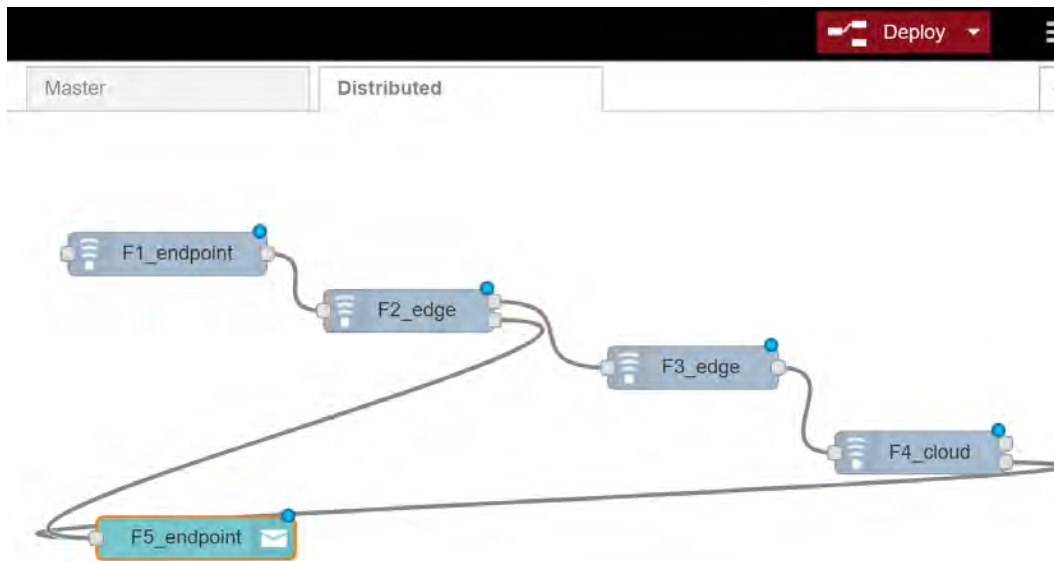 Deploy
Master
Distributed
F1_endpoint
F2_edge
F3_edge
F4_cloud
F5_endpoint